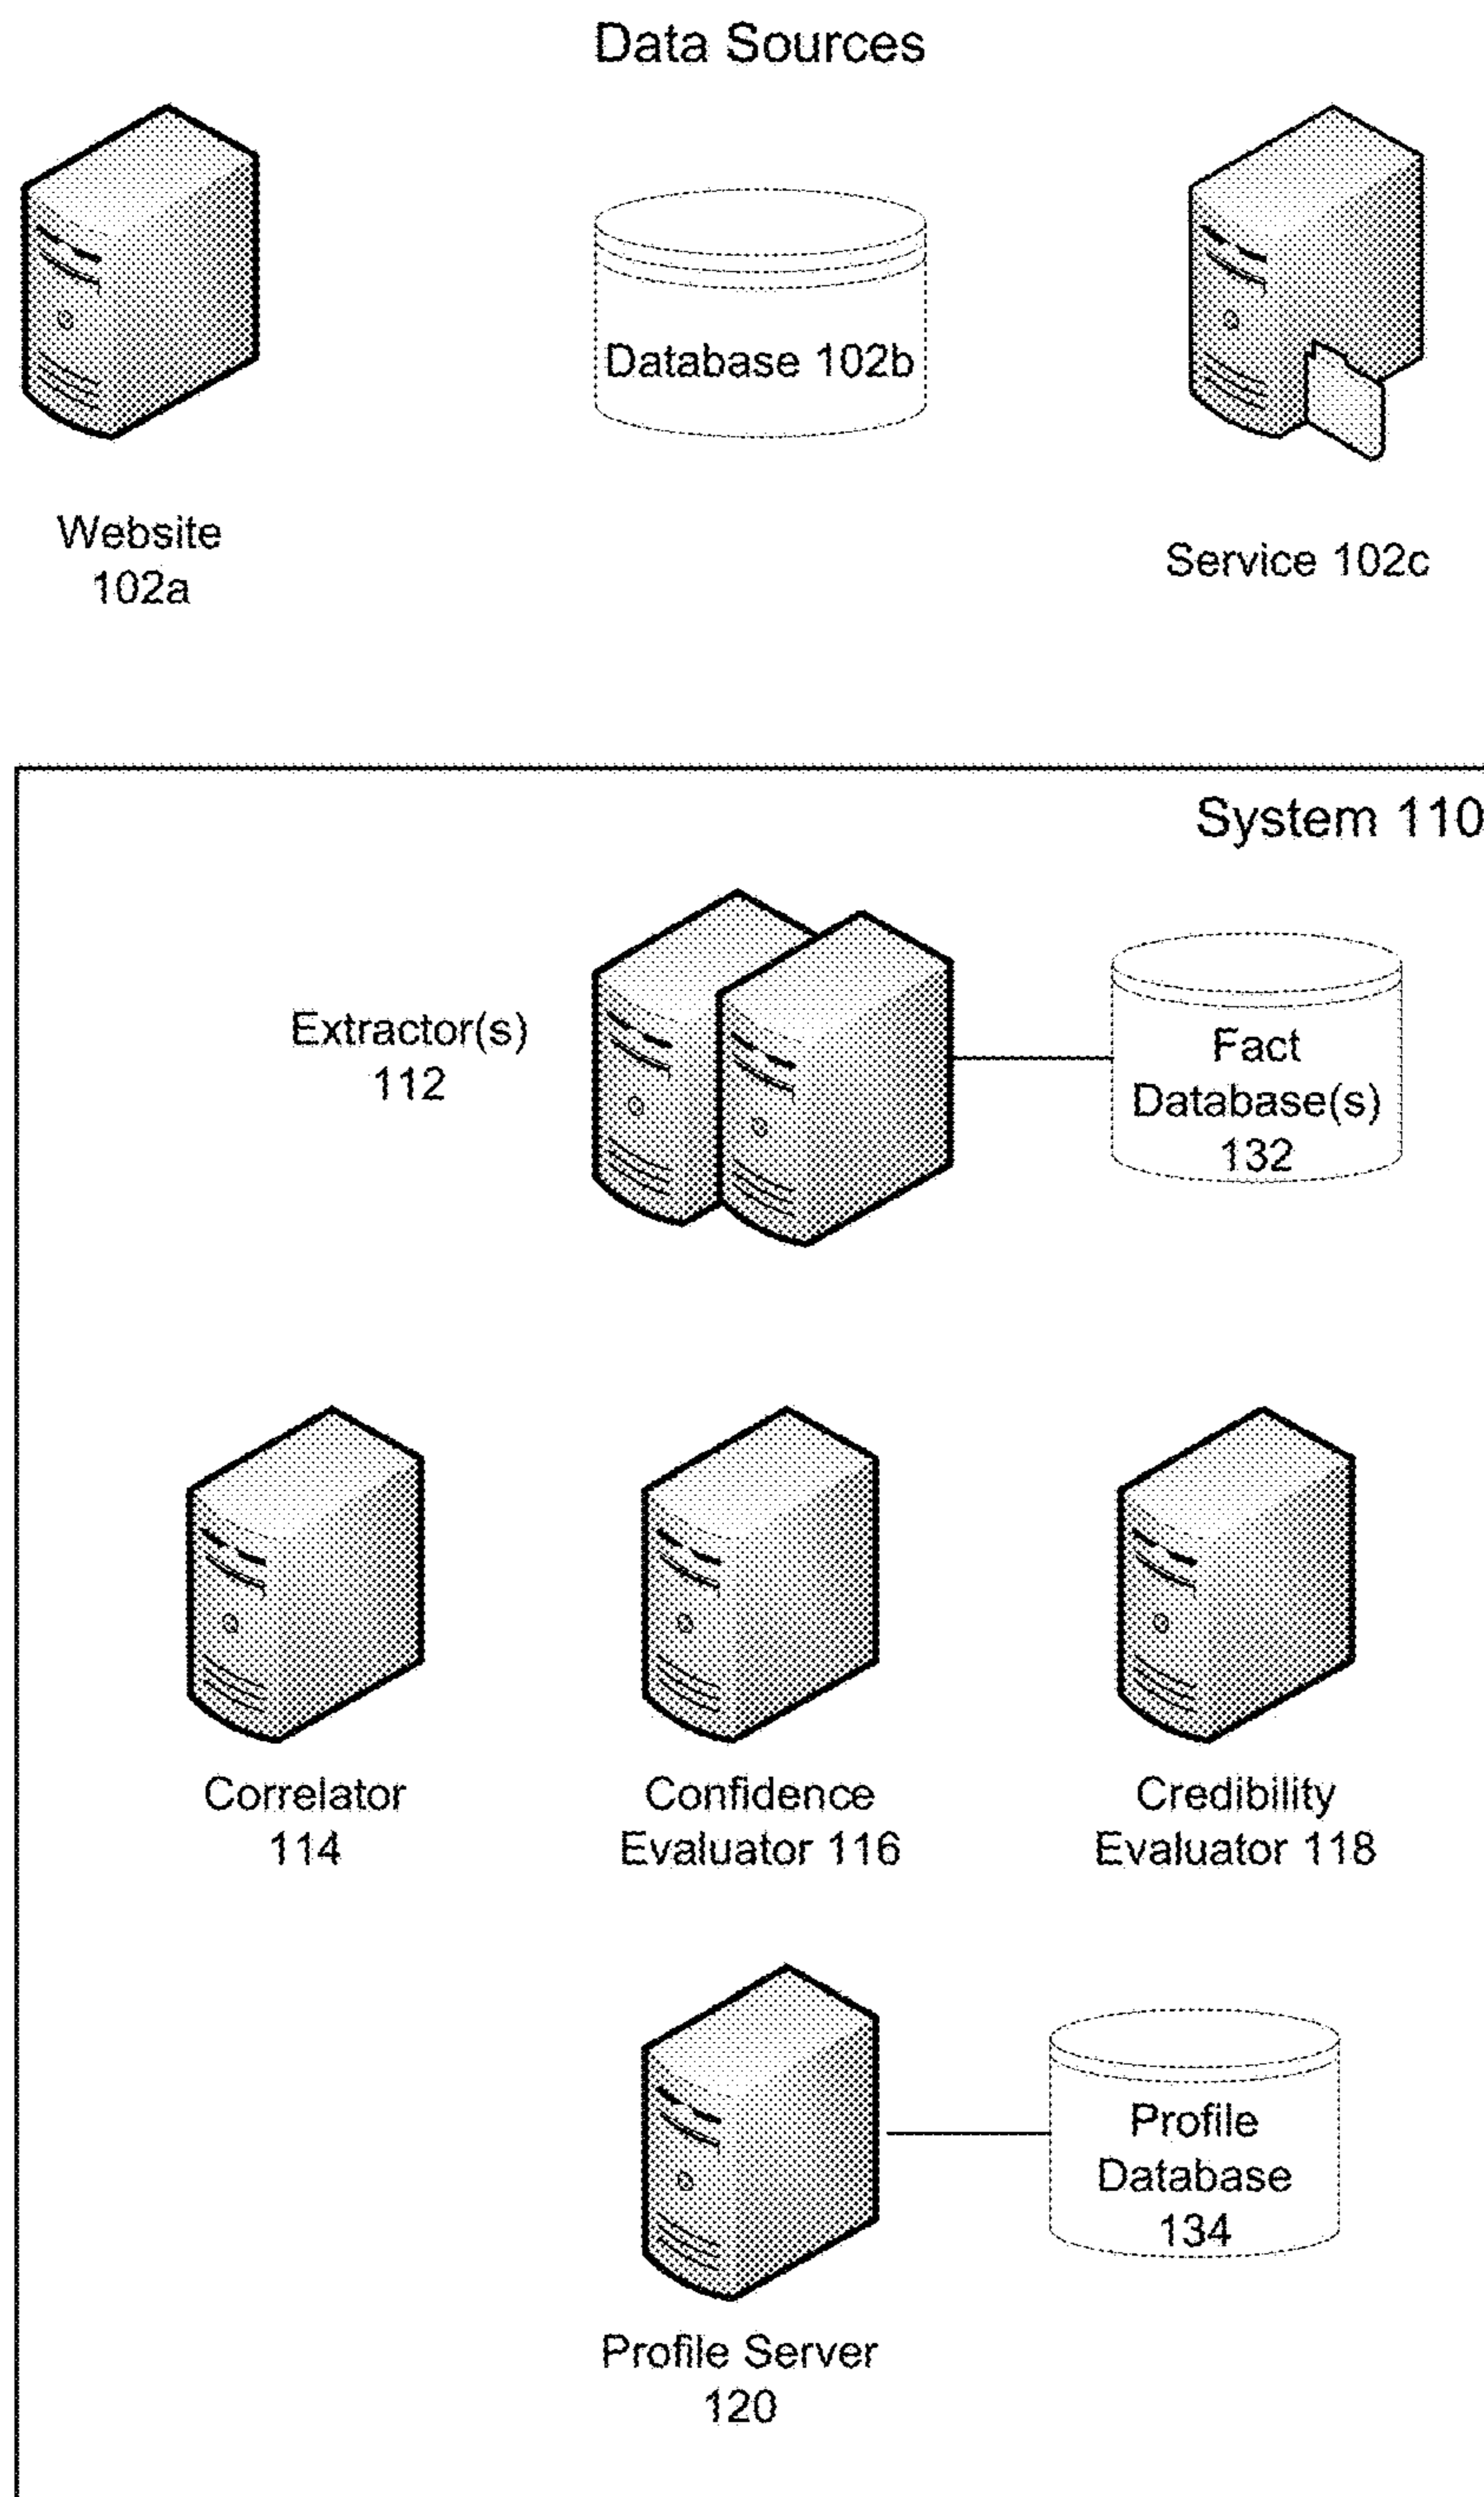 Data Sources
Database 102b
Website
102a
Service 102c
System 110
Extractor(s)
112
Fact
Database(s)
132
Correlator
114
Confidence
Evaluator 116
Credibility
Evaluator 118
Profile
Database
134
Profile Server
120